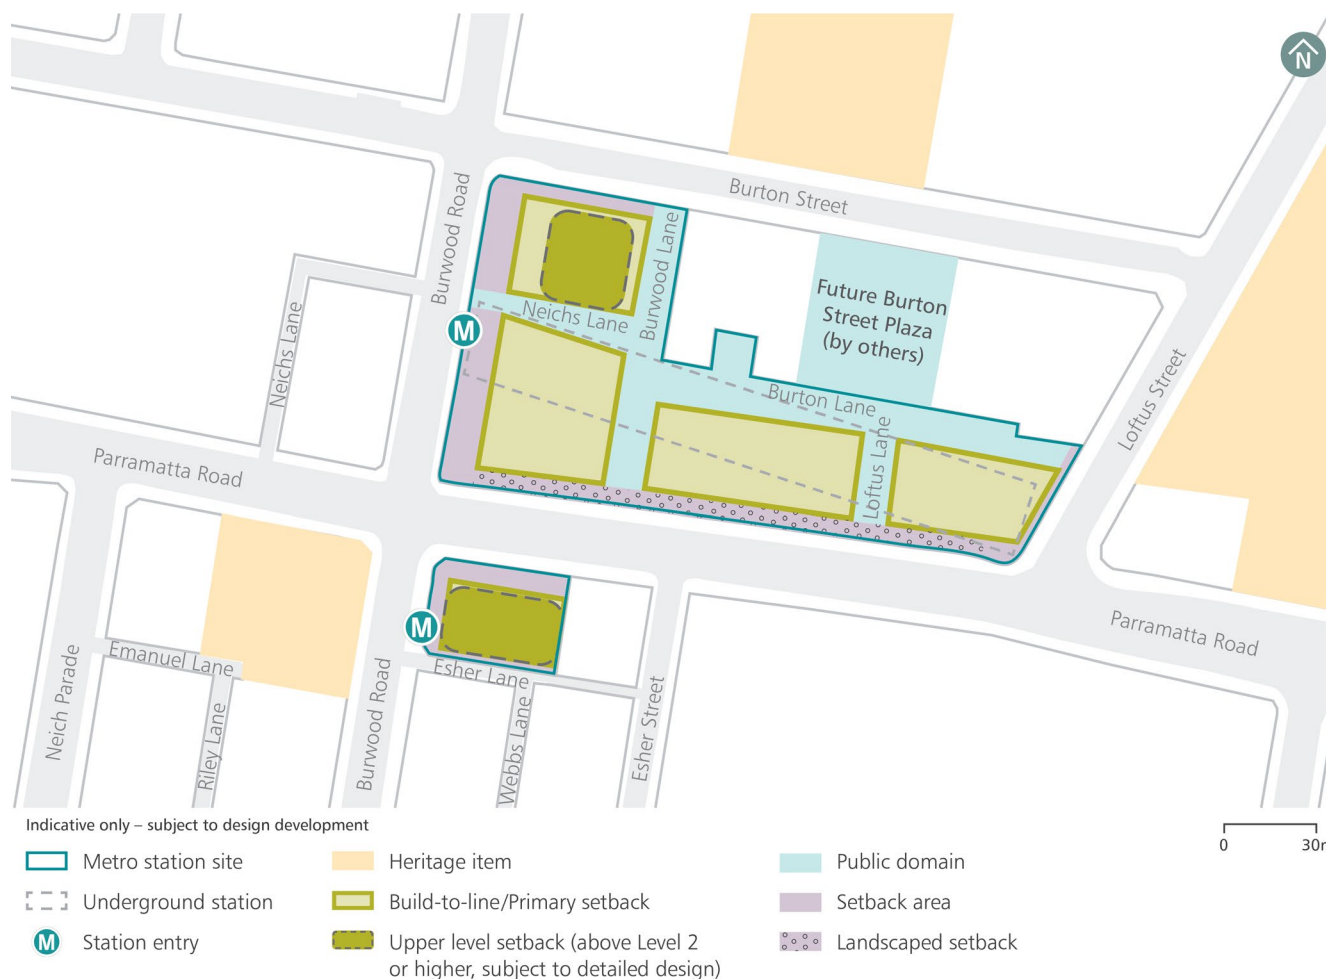 N
Burton Street
Burwood Road
Burwood Lane
Future Burton
Street Plaza
(by others)
Neichs Lane
M
Neichs Lane
Burton Lane
Loftus Street
Loftus Lane
Parramatta Road
M
Parramatta Road
Emanuel Lane
Esher Lane
Neich Parade
Riley Lane
Burwood Road
Webbs Lane
Esher Street
Indicative only – subject to design development
0 30m
Metro station site
Heritage item
Public domain
Underground station
Build-to-line/Primary setback
Setback area
M
Station entry
Upper level setback (above Level 2
or higher, subject to detailed design)
Landscaped setback